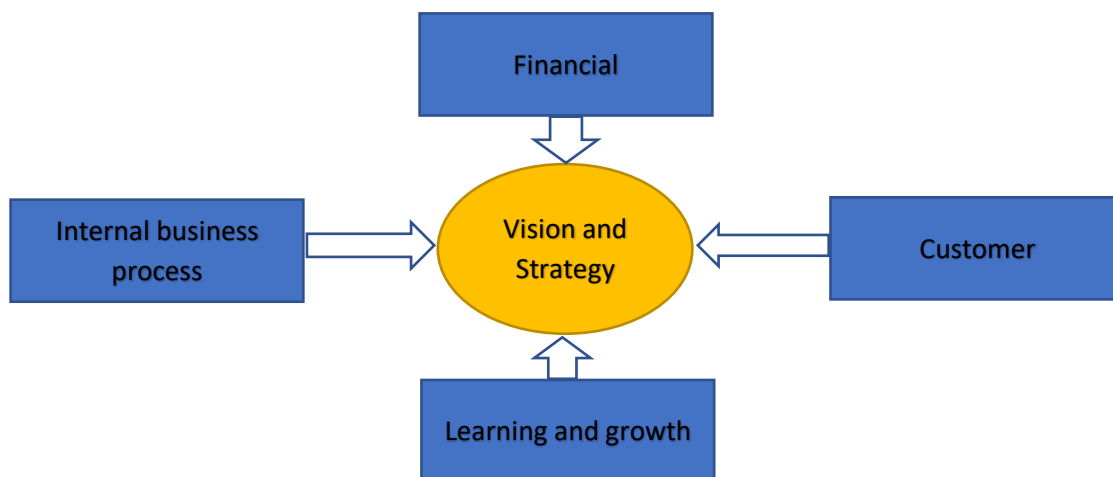 Financial
Internal business
process
Vision and
Strategy
Customer
Learning and growth